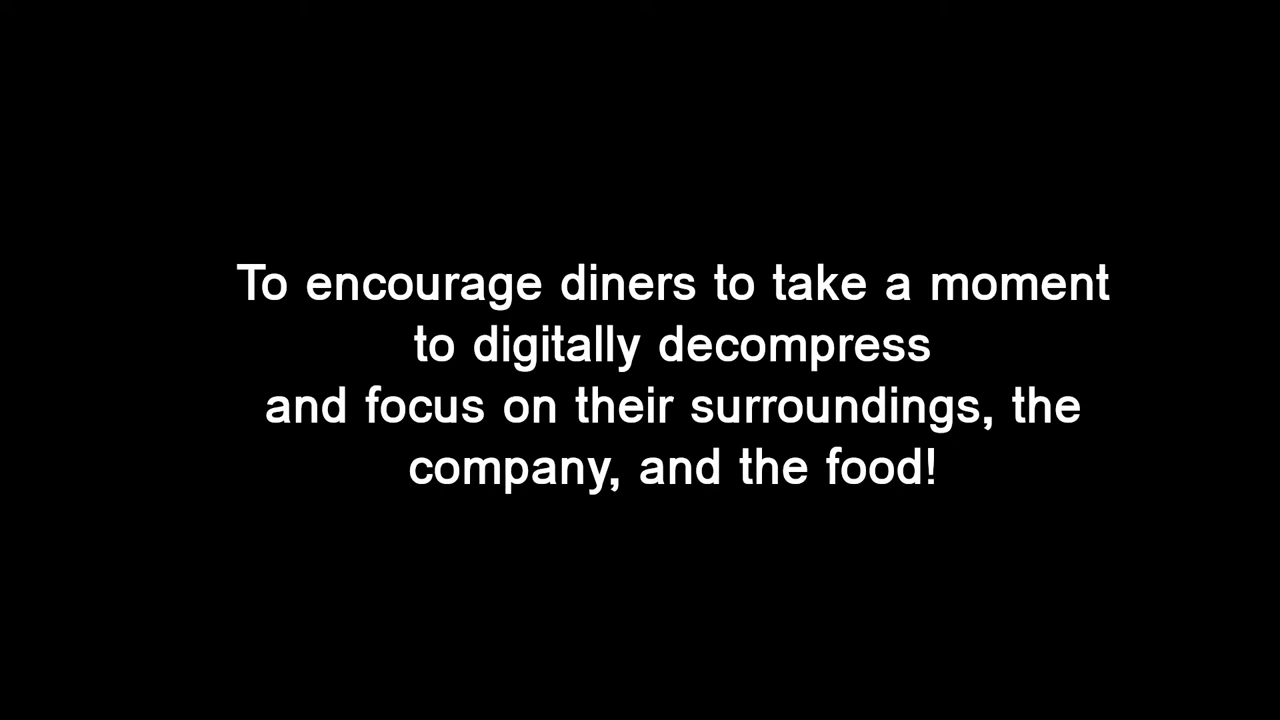 To encourage diners to take a moment
to digitally decompress
and focus on their surroundings, the
company, and the food!